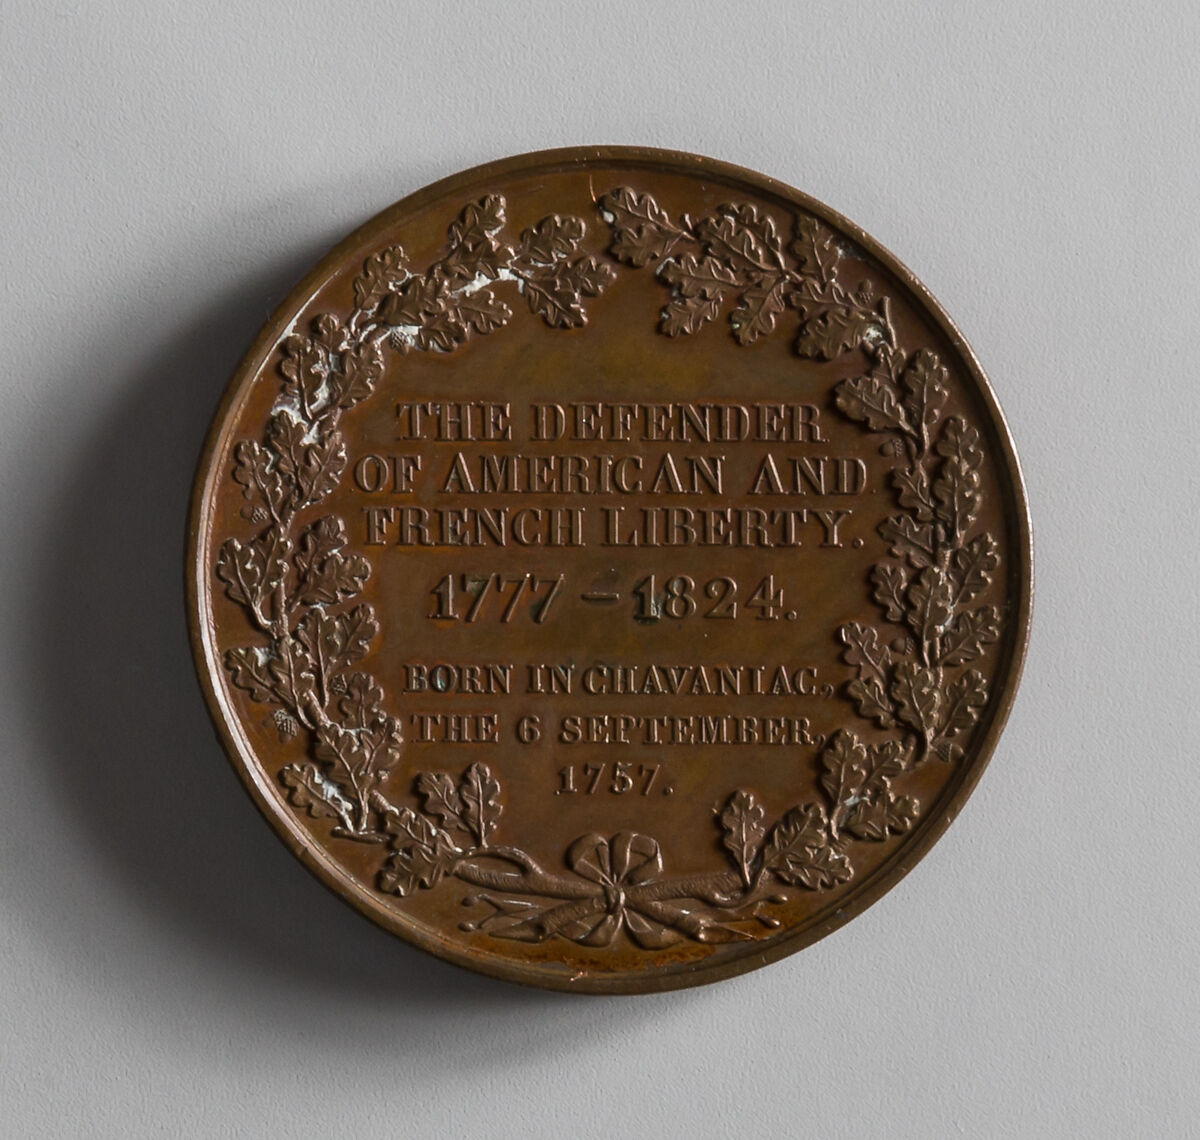 THE DEFENDER
OF AMERICAN AND
FRENCH LIBERTY.
1777 – 1824.
BORN IN CHAVANIAC,
THE 6 SEPTEMBER,
1757.